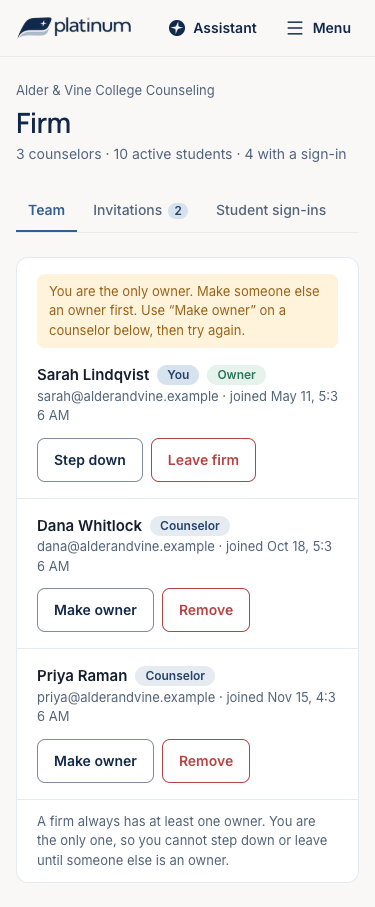 platinum
Assistant
Menu
Alder & Vine College Counseling
Firm
3 counselors · 10 active students · 4 with a sign-in
Team
Invitations 2
Student sign-ins
You are the only owner. Make someone else
an owner first. Use “Make owner” on a
counselor below, then try again.
Sarah Lindqvist You Owner
sarah@alderandvine.example · joined May 11, 5:3
6 AM
Step down
Leave firm
Dana Whitlock Counselor
dana@alderandvine.example · joined Oct 18, 5:3
6 AM
Make owner
Remove
Priya Raman Counselor
priya@alderandvine.example · joined Nov 15, 4:3
6 AM
Make owner
Remove
A firm always has at least one owner. You are
the only one, so you cannot step down or leave
until someone else is an owner.